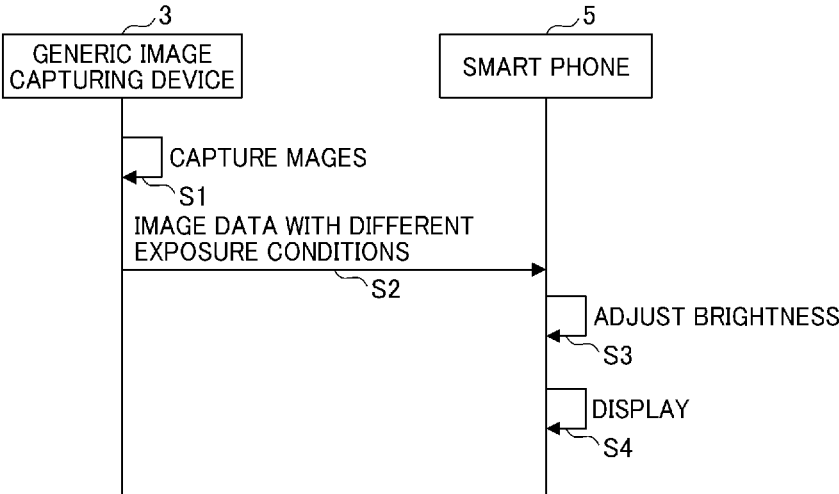 3
5
GENERIC IMAGE
CAPTURING DEVICE
SMART PHONE
CAPTURE MAGES
S1
IMAGE DATA WITH DIFFERENT
EXPOSURE CONDITIONS
S2
ADJUST BRIGHTNESS
S3
DISPLAY
S4